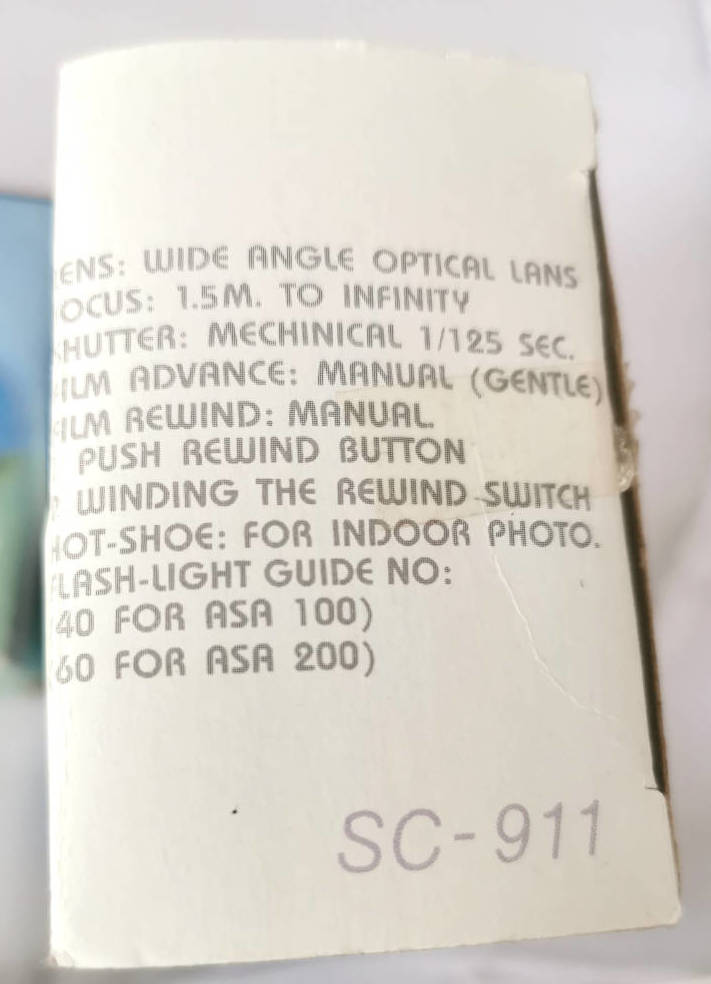 ENS: WIDE ANGLE OPTICAL LANS
OCUS: 1.5M. TO INFINITY
HUTTER: MECHINICAL 1/125 SEC.
ILM ADVANCE: MANUAL (GENTLE)
ILM REWIND: MANUAL.
PUSH REWIND BUTTON
WINDING THE REWIND SWITCH
HOT-SHOE: FOR INDOOR PHOTO.
FLASH-LIGHT GUIDE NO:
(40 FOR ASA 100)
(60 FOR ASA 200)
SC-911